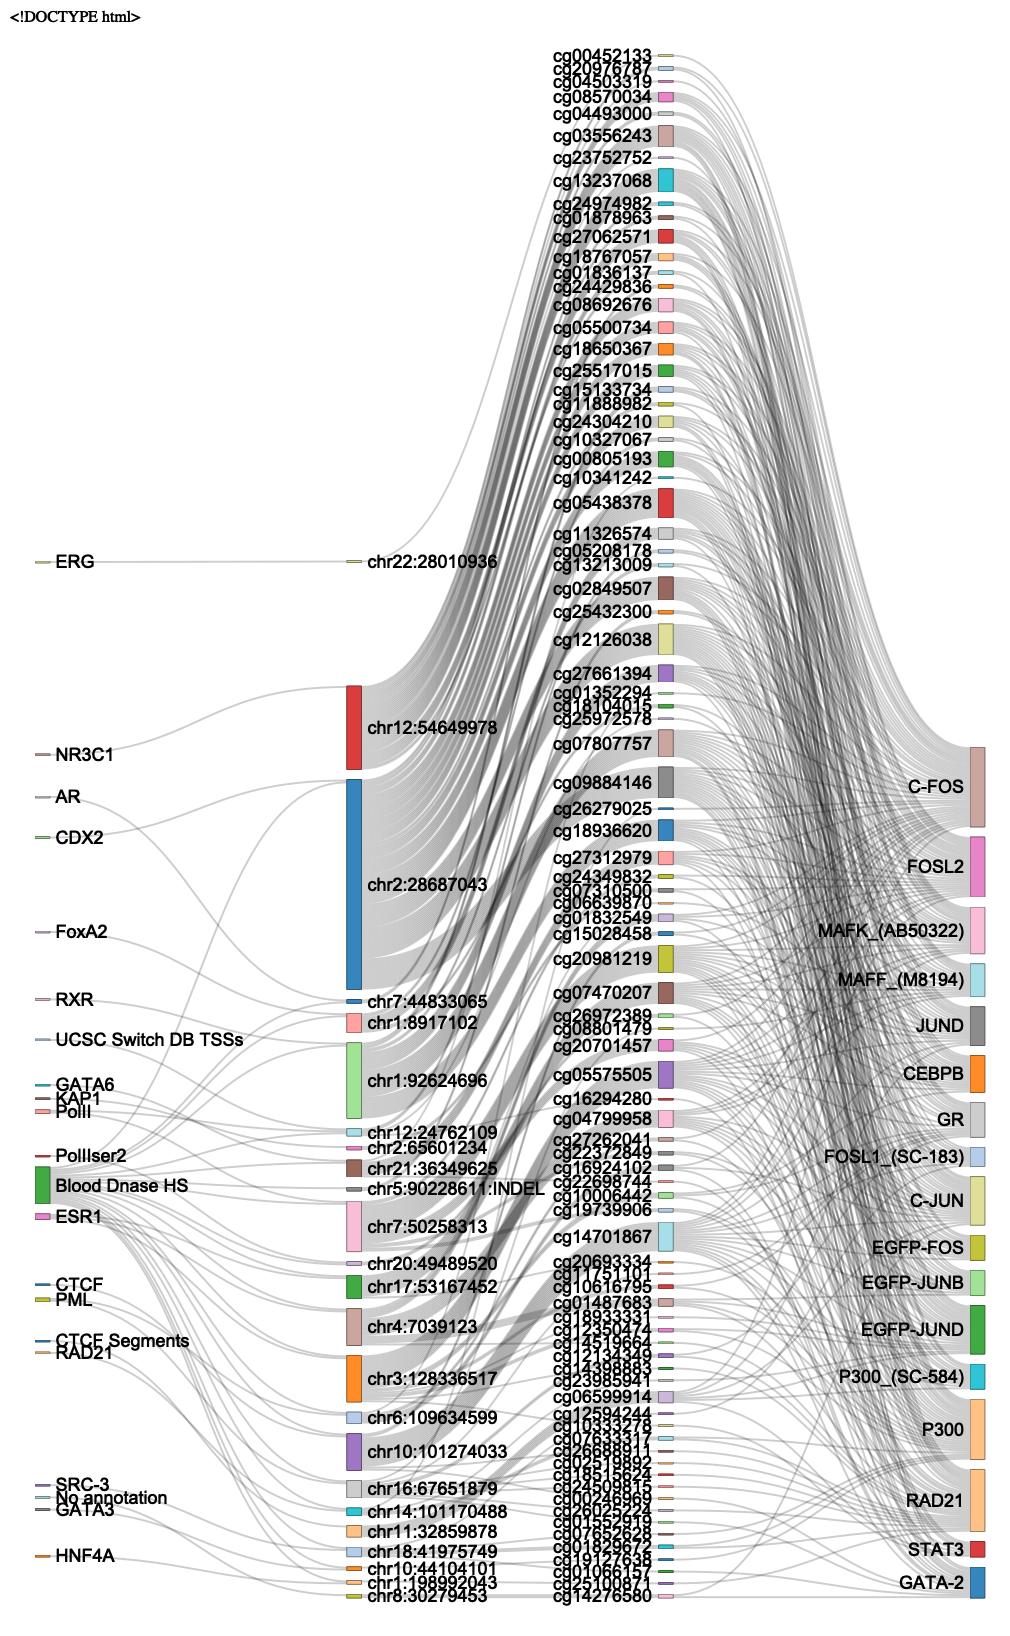 <!DOCTYPE html>
ERG
NR3C1
AR
CDX2
FoxA2
RXR
UCSC Switch DB TSSs
GATA6
KAP1
PolII
PolIIser2
Blood Dnase HS
ESR1
CTCF
PML
CTCF Segments
RAD21
SRC-3
No annotation
GATA3
HNF4A
chr22:28010936
chr12:54649978
chr2:28687043
chr7:44833065
chr1:8917102
chr1:92624696
chr12:24762109
chr2:65601234
chr21:36349625
chr5:90228611:INDEL
chr7:50258313
chr20:49489520
chr17:53167452
chr4:7039123
chr3:128336517
chr6:109634599
chr10:101274033
chr16:67651879
chr14:101170488
chr11:32859878
chr18:41975749
chr10:44104101
chr1:198992043
chr8:30279453
cg00452133
cg20976787
cg04503319
cg08570034
cg04493000
cg03556243
cg23752752
cg13237068
cg24974982
cg01878963
cg27062571
cg18767057
cg01836137
cg24429836
cg08692676
cg05500734
cg18650367
cg25517015
cg15133734
cg11888982
cg24304210
cg10327067
cg00805193
cg10341242
cg05438378
cg11326574
cg05208178
cg13213009
cg02849507
cg25432300
cg12126038
cg27661394
cg01352294
cg18104015
cg25972578
cg07807757
cg09884146
cg26279025
cg18936620
cg27312979
cg24349832
cg07310500
cg06639870
cg01832549
cg15028458
cg20981219
cg07470207
cg26972389
cg08801479
cg20701457
cg05575505
cg16294280
cg04799958
cg27262041
cg22372849
cg16924102
cg22698744
cg10006442
cg19739906
cg14701867
cg20693334
cg11751101
cg10616795
cg01487683
cg18933331
cg12350474
cg12519664
cg12134349
cg14398883
cg23985941
cg06599914
cg12594244
cg10333278
cg07633317
cg26688911
cg02519892
cg18515624
cg24509815
cg00246969
cg26025224
cg01552919
cg07652628
cg01829672
cg19127638
cg01066157
cg25100871
cg14276580
C-FOS
FOSL2
MAFK_(AB50322)
MAFF_(M8194)
JUND
CEBPB
GR
FOSL1_(SC-183)
C-JUN
EGFP-FOS
EGFP-JUNB
EGFP-JUND
P300_(SC-584)
P300
RAD21
STAT3
GATA-2